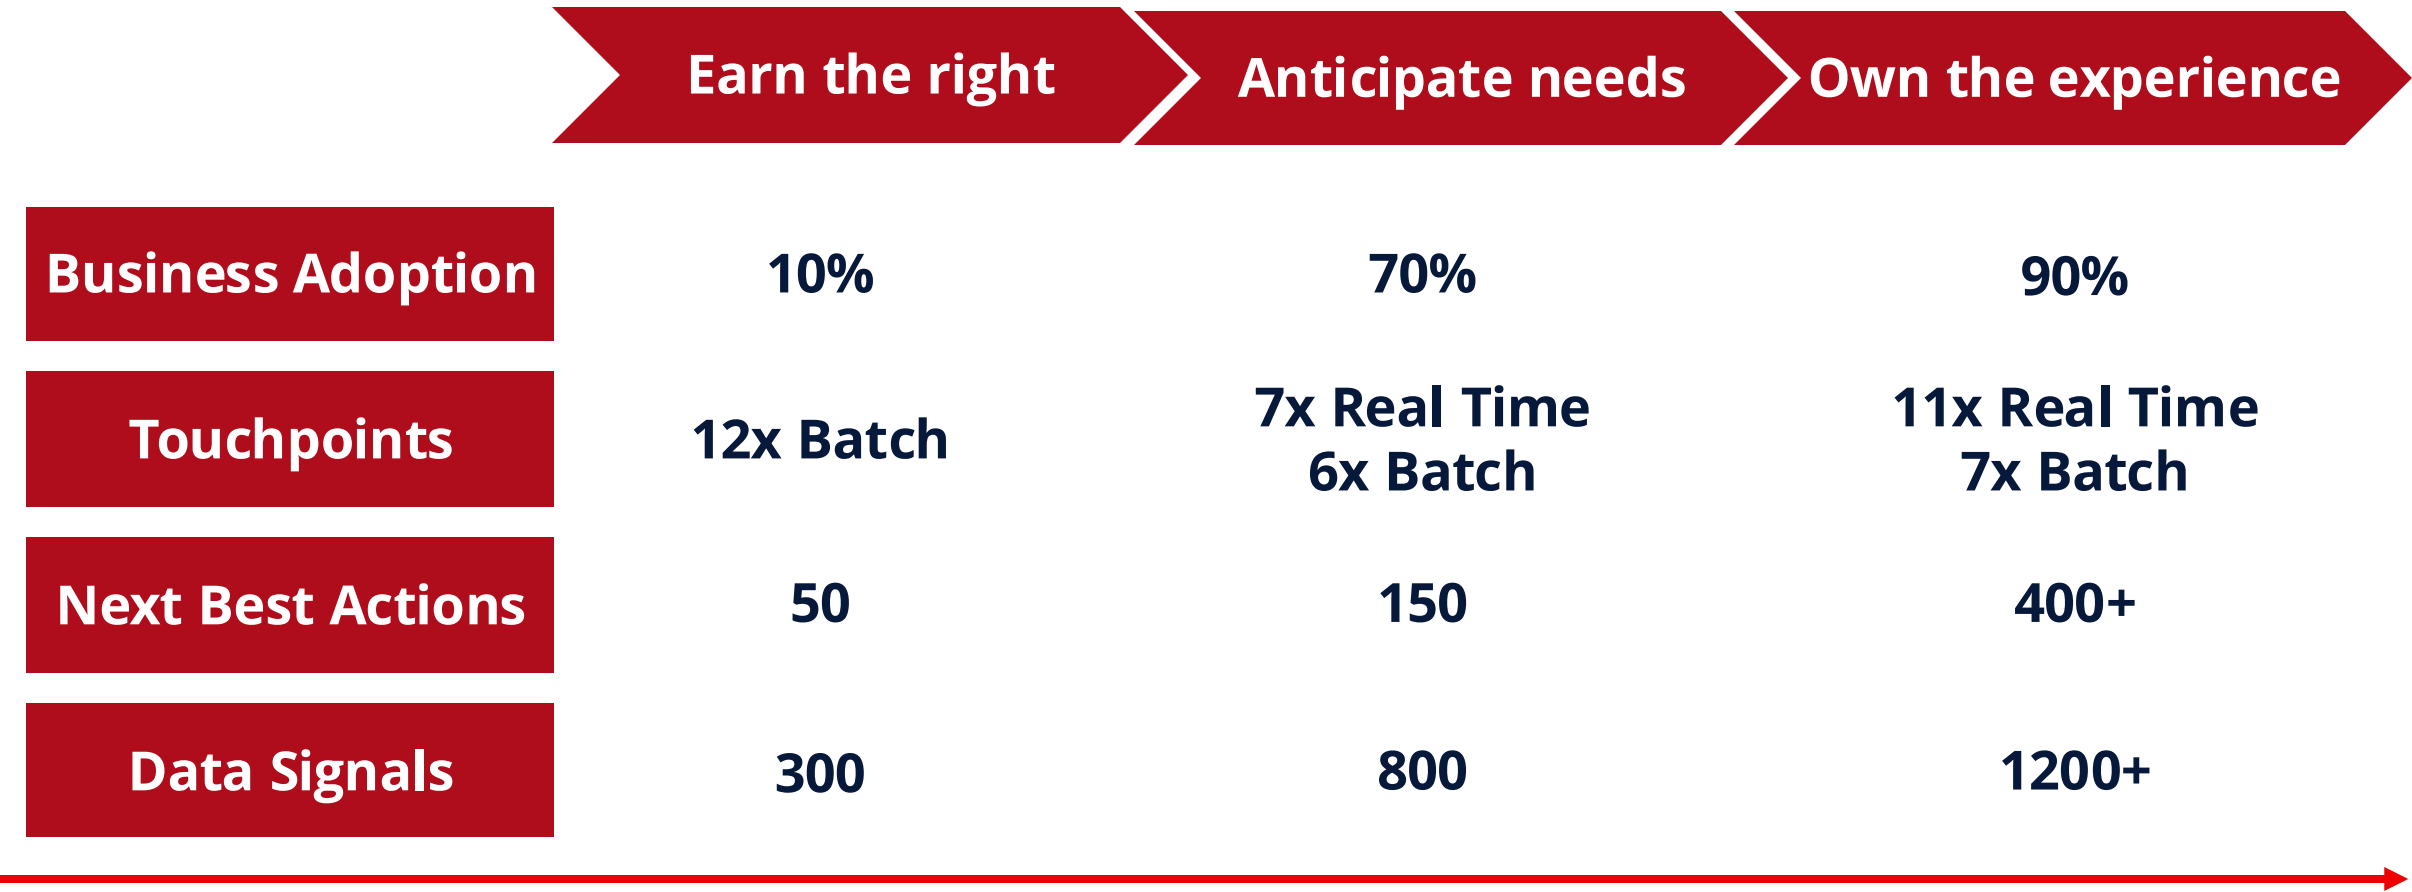 Earn the right
Anticipate needs
Own the experience
Business Adoption
10%
70%
90%
Touchpoints
12x Batch
7x Real Time
6x Batch
11x Real Time
7x Batch
Next Best Actions
50
150
400+
Data Signals
300
800
1200+